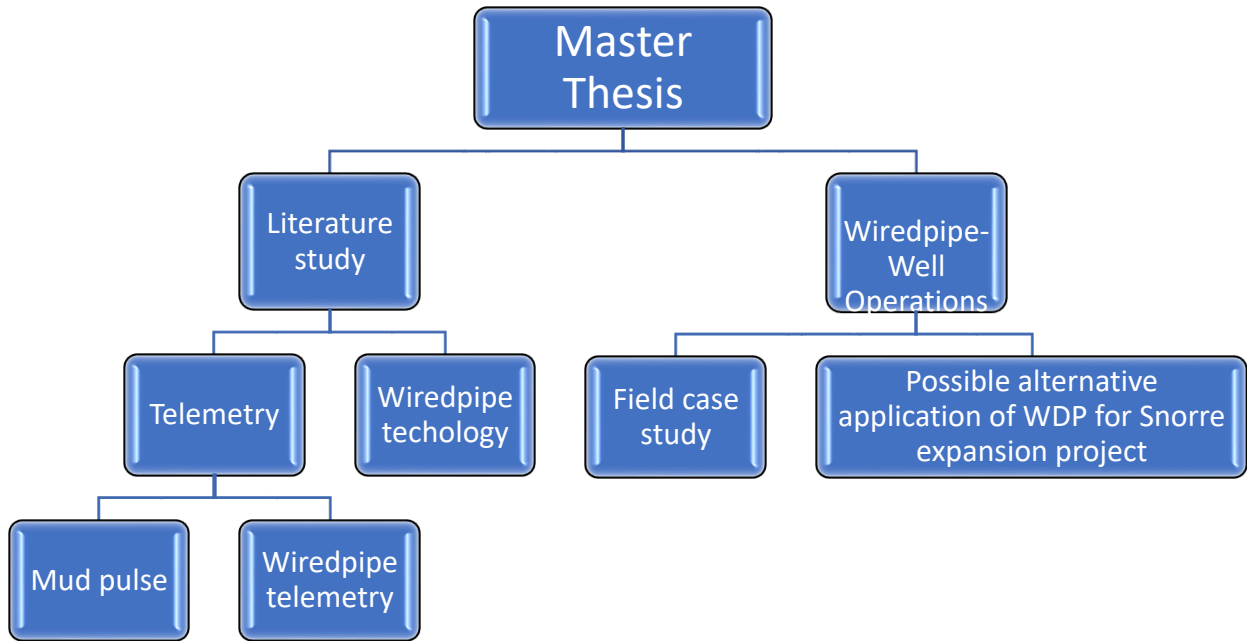 Master
Thesis
Literature
study
Wiredpipe-
Well
Operations
Telemetry
Wiredpipe
techology
Field case
study
Possible alternative
application of WDP for Snorre
expansion project
Mud pulse
Wiredpipe
telemetry